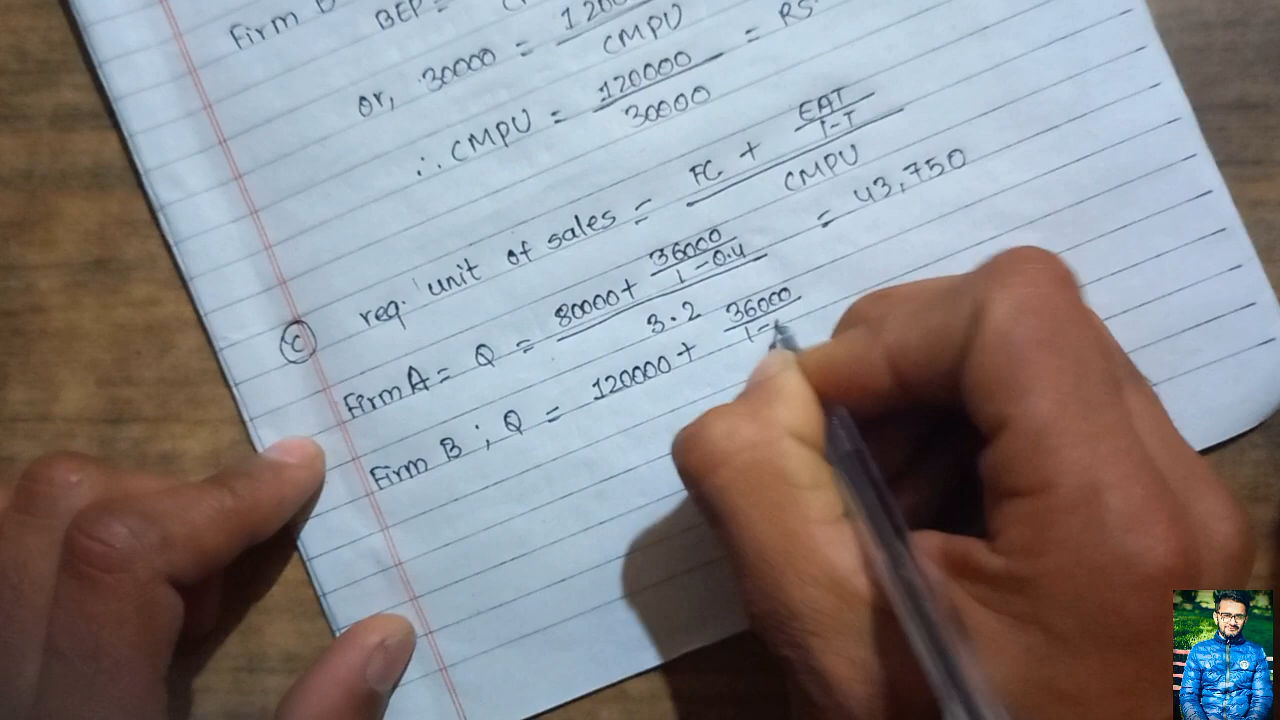 Firm
BEP =
or, 30000 = 120
CMPU
∴ CMPU = 120000 = RS
30000
(c) req. unit of sales = FC + EAT
1-T
CMPU
Firm A = Q = 80000 + 36000 = 43,750
1-0.4
3.2
Firm B ; Q = 120000 + 36000
1-